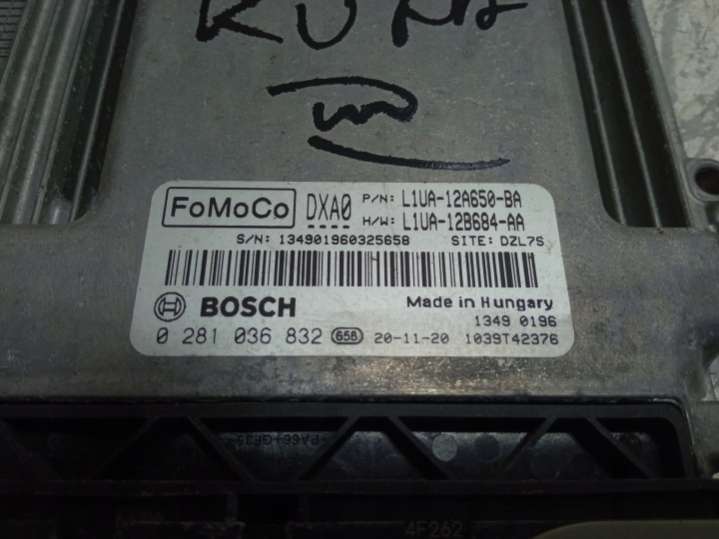 FoMoCo DXA0 P/N: L1UA-12A650-BA
H/W: L1UA-12B684-AA
S/N: 134901960325658 SITE: DZL7S
BOSCH Made in Hungary
1349 0196
0 281 036 832 658 20-11-20 1039T42376
4F262